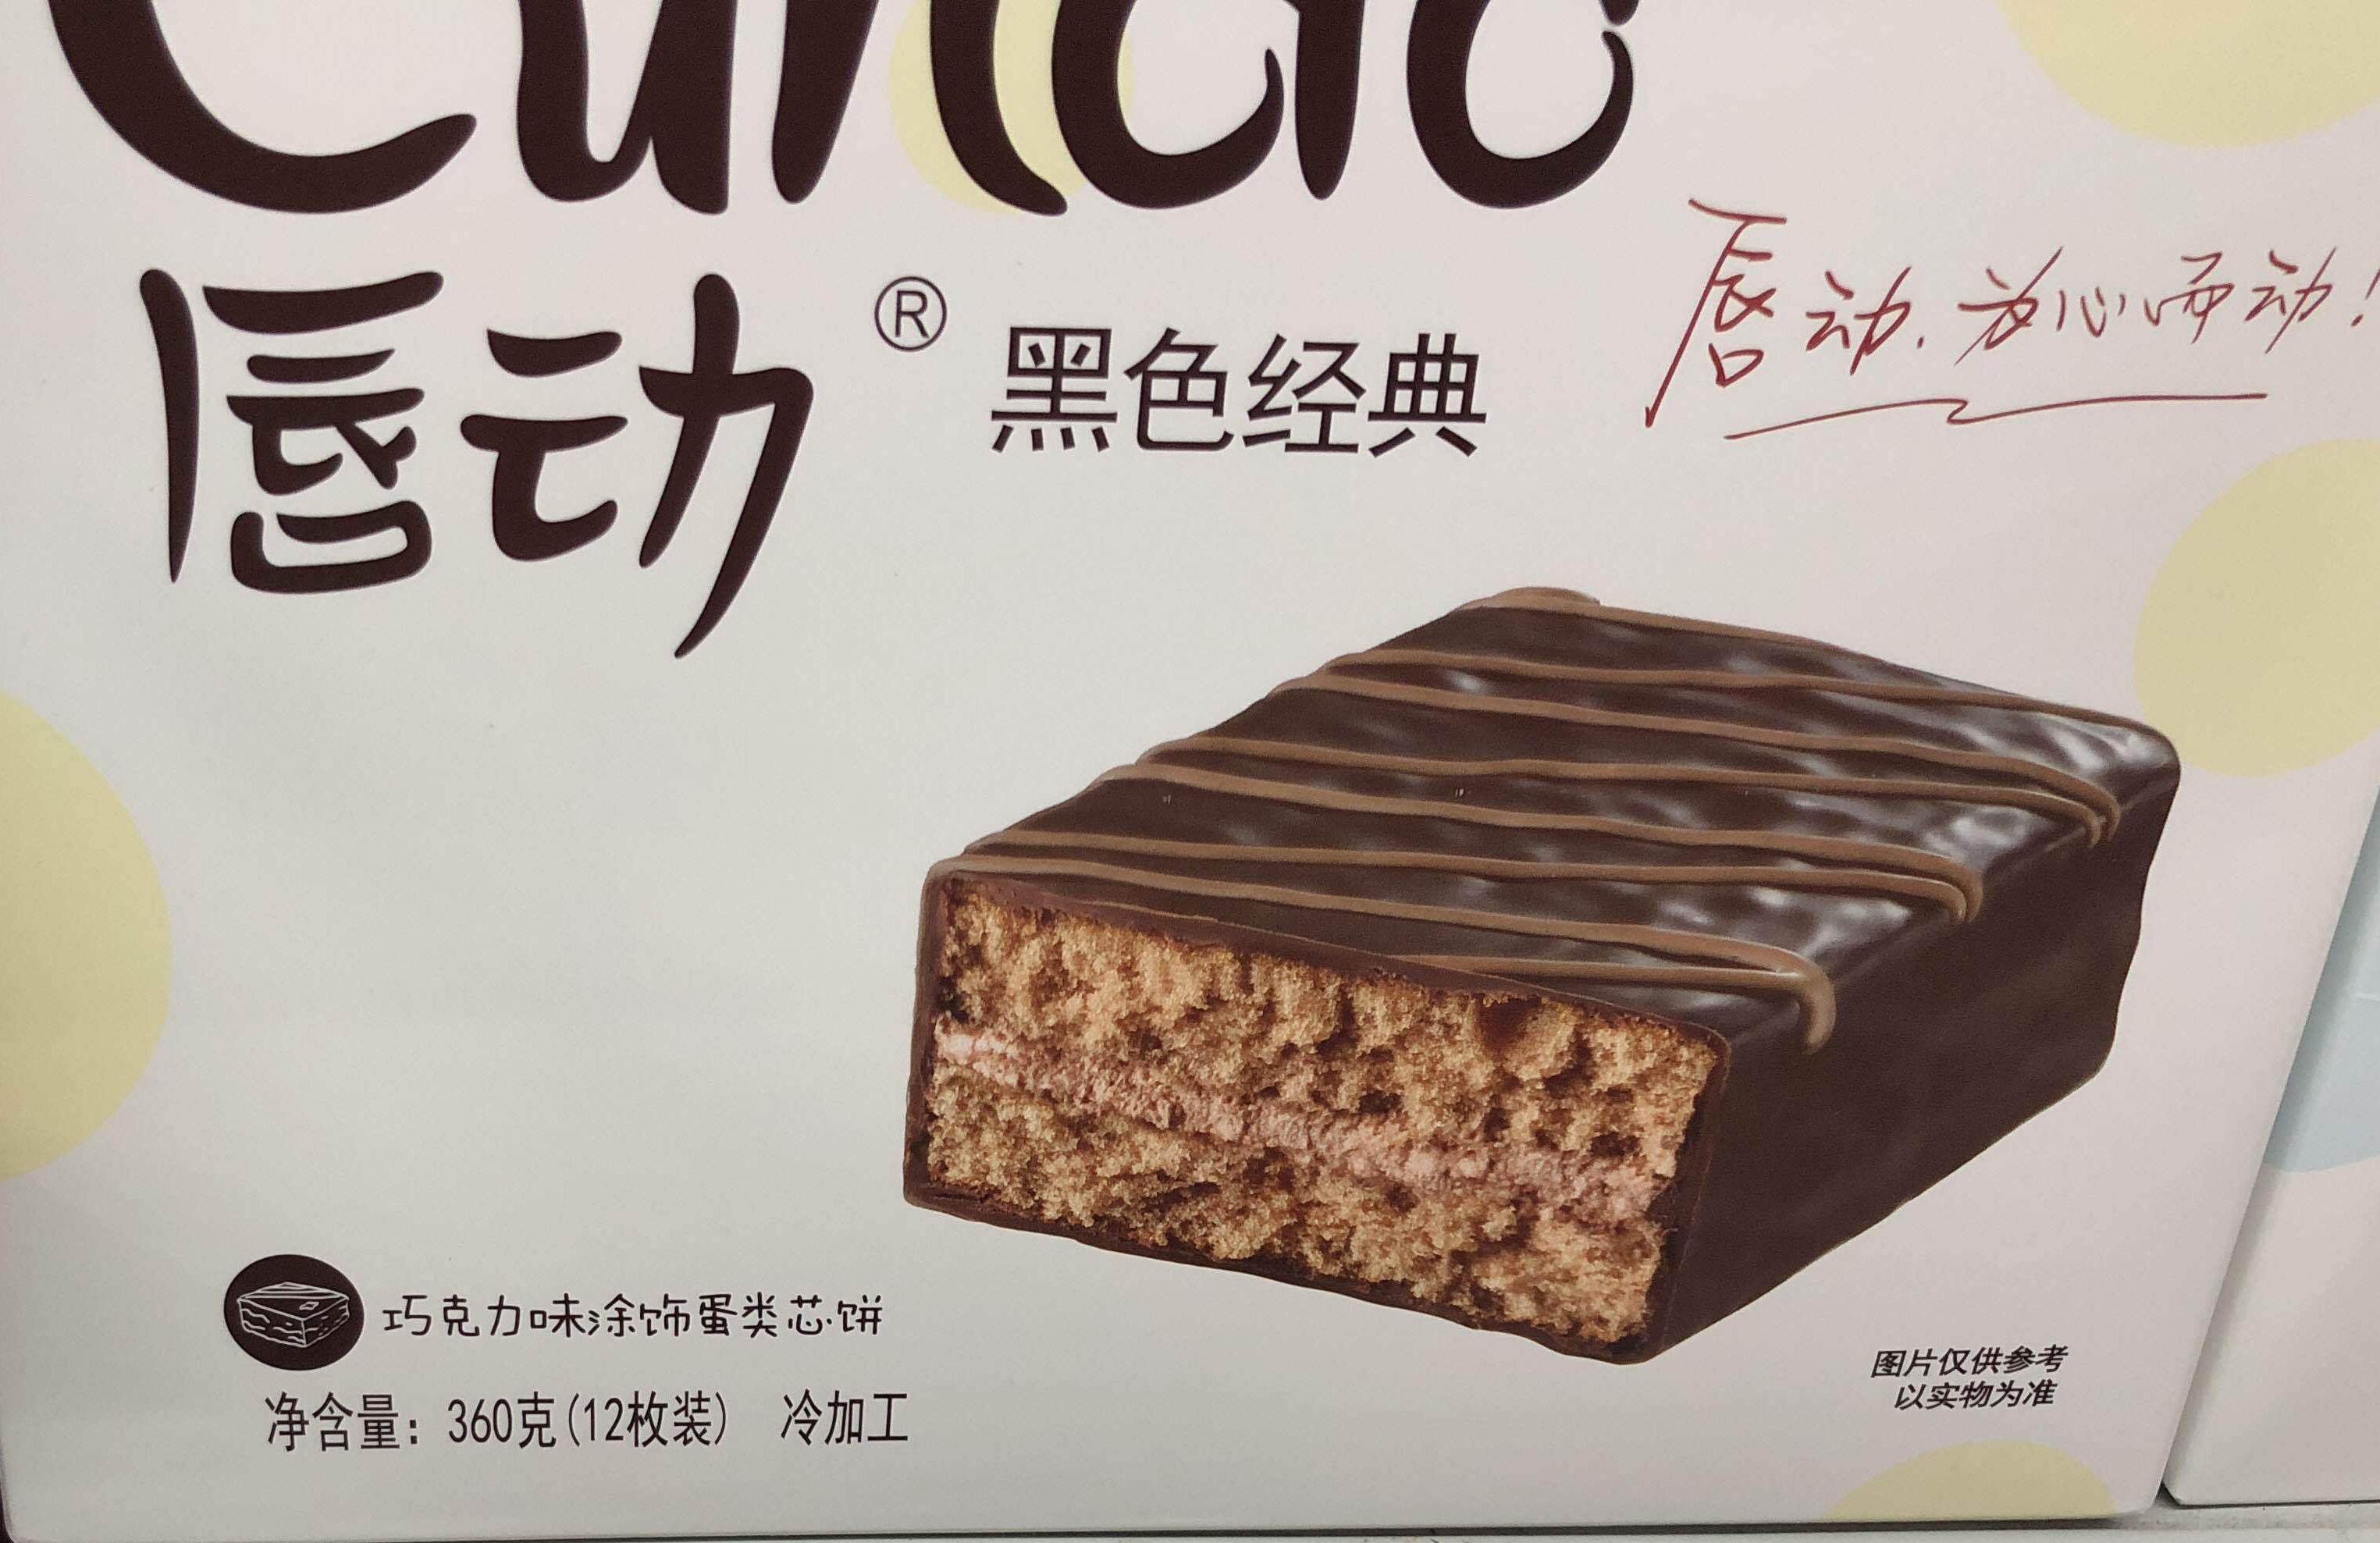 唇动®
黑色经典
唇动.为心而动!
巧克力味涂饰蛋类芯饼
净含量：360克(12枚装) 冷加工
图片仅供参考
以实物为准